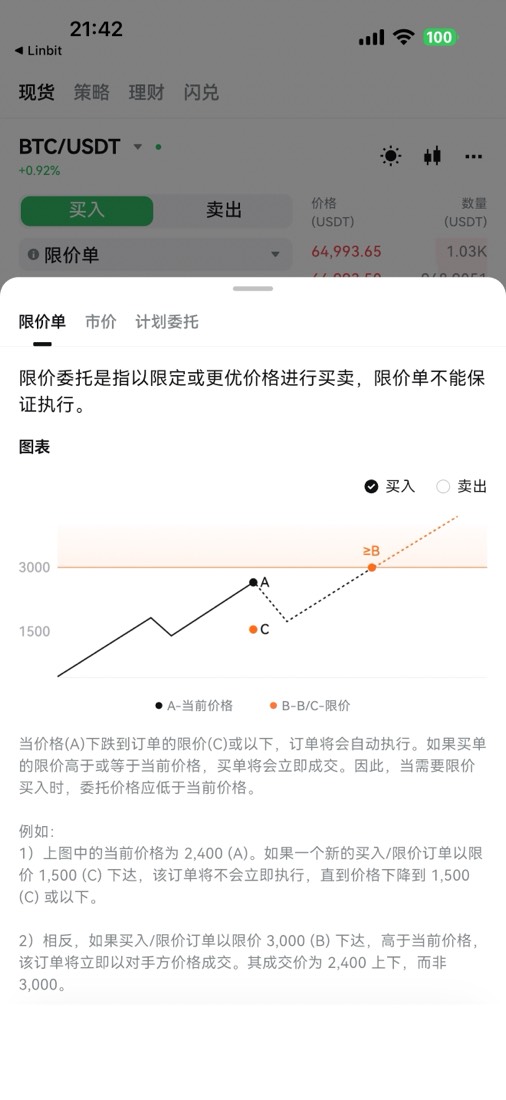 21:42
100
Linbit
现货 策略 理财 闪兑
BTC/USDT
+0.92%
买入 卖出
价格 数量
(USDT) (USDT)
限价单
64,993.65 1.03K
限价单 市价 计划委托
限价委托是指以限定或更优价格进行买卖，限价单不能保
证执行。
图表
买入 卖出
≥B
3000
A
1500
C
A-当前价格 B-B/C-限价
当价格(A)下跌到订单的限价(C)或以下，订单将会自动执行。如果买单
的限价高于或等于当前价格，买单将会立即成交。因此，当需要限价
买入时，委托价格应低于当前价格。
例如：
1）上图中的当前价格为 2,400 (A)。如果一个新的买入/限价订单以限
价 1,500 (C) 下达，该订单将不会立即执行，直到价格下降到 1,500
(C) 或以下。
2）相反，如果买入/限价订单以限价 3,000 (B) 下达，高于当前价格，
该订单将立即以对手方价格成交。其成交价为 2,400 上下，而非
3,000。